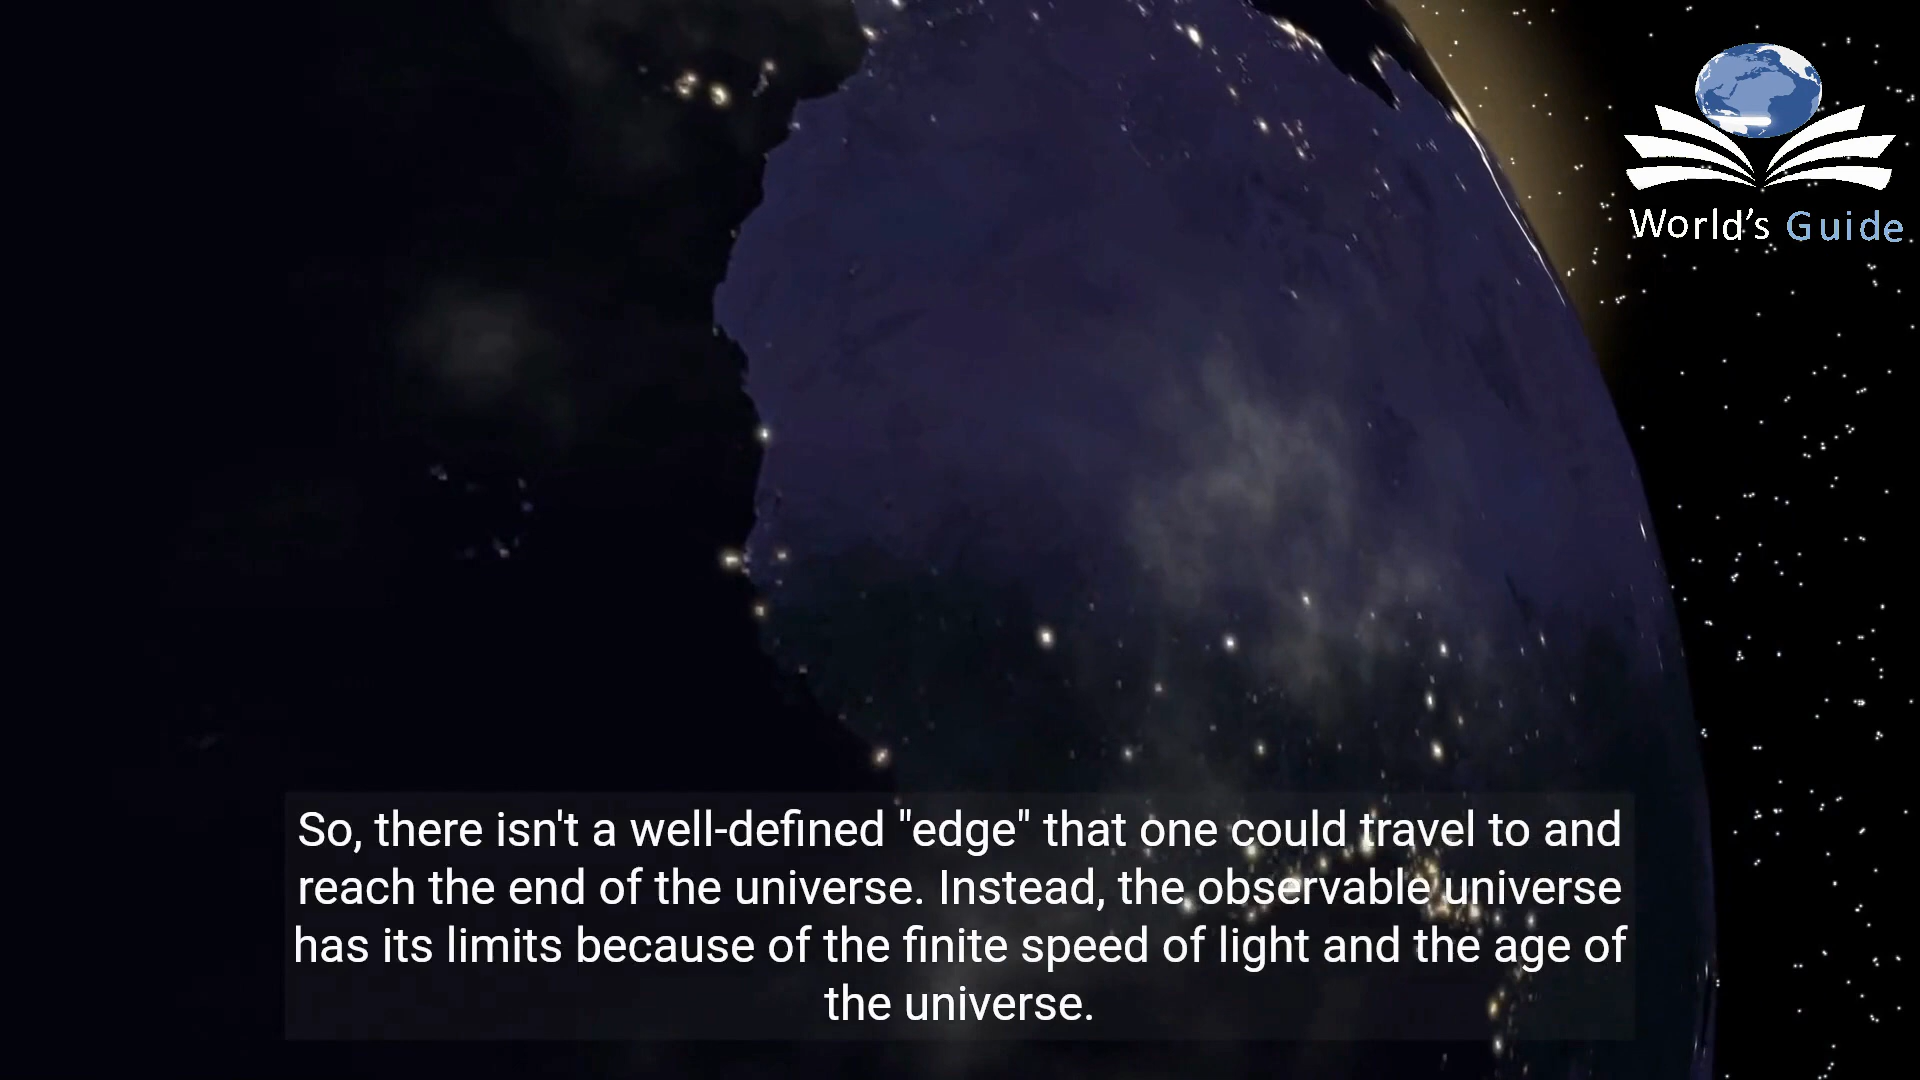 World's Guide
So, there isn't a well-defined "edge" that one could travel to and
reach the end of the universe. Instead, the observable universe
has its limits because of the finite speed of light and the age of
the universe.